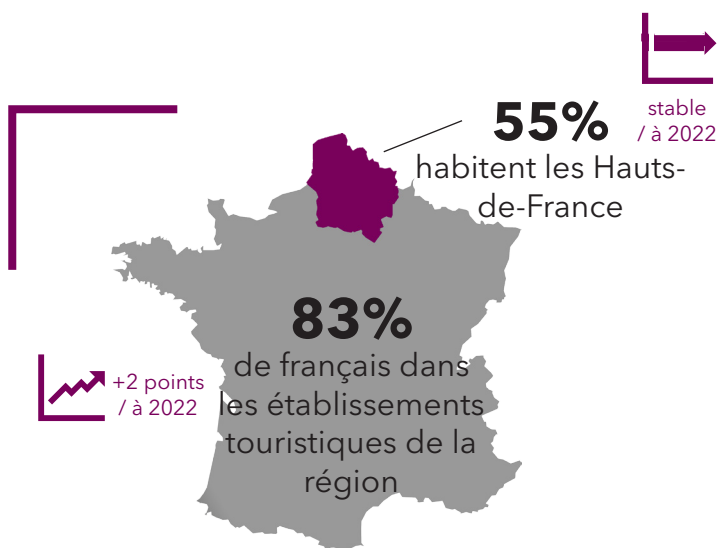 55%
habitent les Hauts-
de-France
stable
/ à 2022
83%
de français dans
les établissements
touristiques de la
région
+2 points
/ à 2022